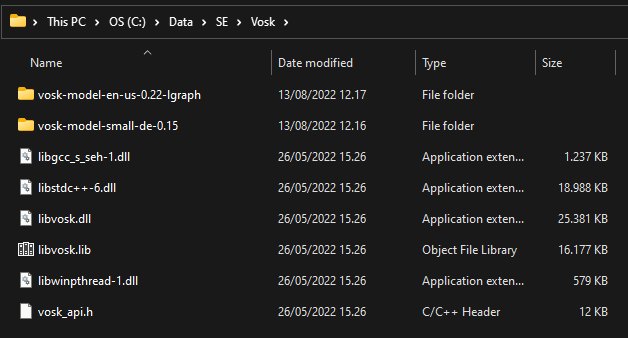 This PC > OS (C:) > Data > SE > Vosk >
Name Date modified Type Size
vosk-model-en-us-0.22-lgraph 13/08/2022 12.17 File folder
vosk-model-small-de-0.15 13/08/2022 12.16 File folder
libgcc_s_seh-1.dll 26/05/2022 15.26 Application exten... 1.237 KB
libstdc++-6.dll 26/05/2022 15.26 Application exten... 18.988 KB
libvosk.dll 26/05/2022 15.26 Application exten... 25.381 KB
libvosk.lib 26/05/2022 15.26 Object File Library 16.177 KB
libwinpthread-1.dll 26/05/2022 15.26 Application exten... 579 KB
vosk_api.h 26/05/2022 15.26 C/C++ Header 12 KB